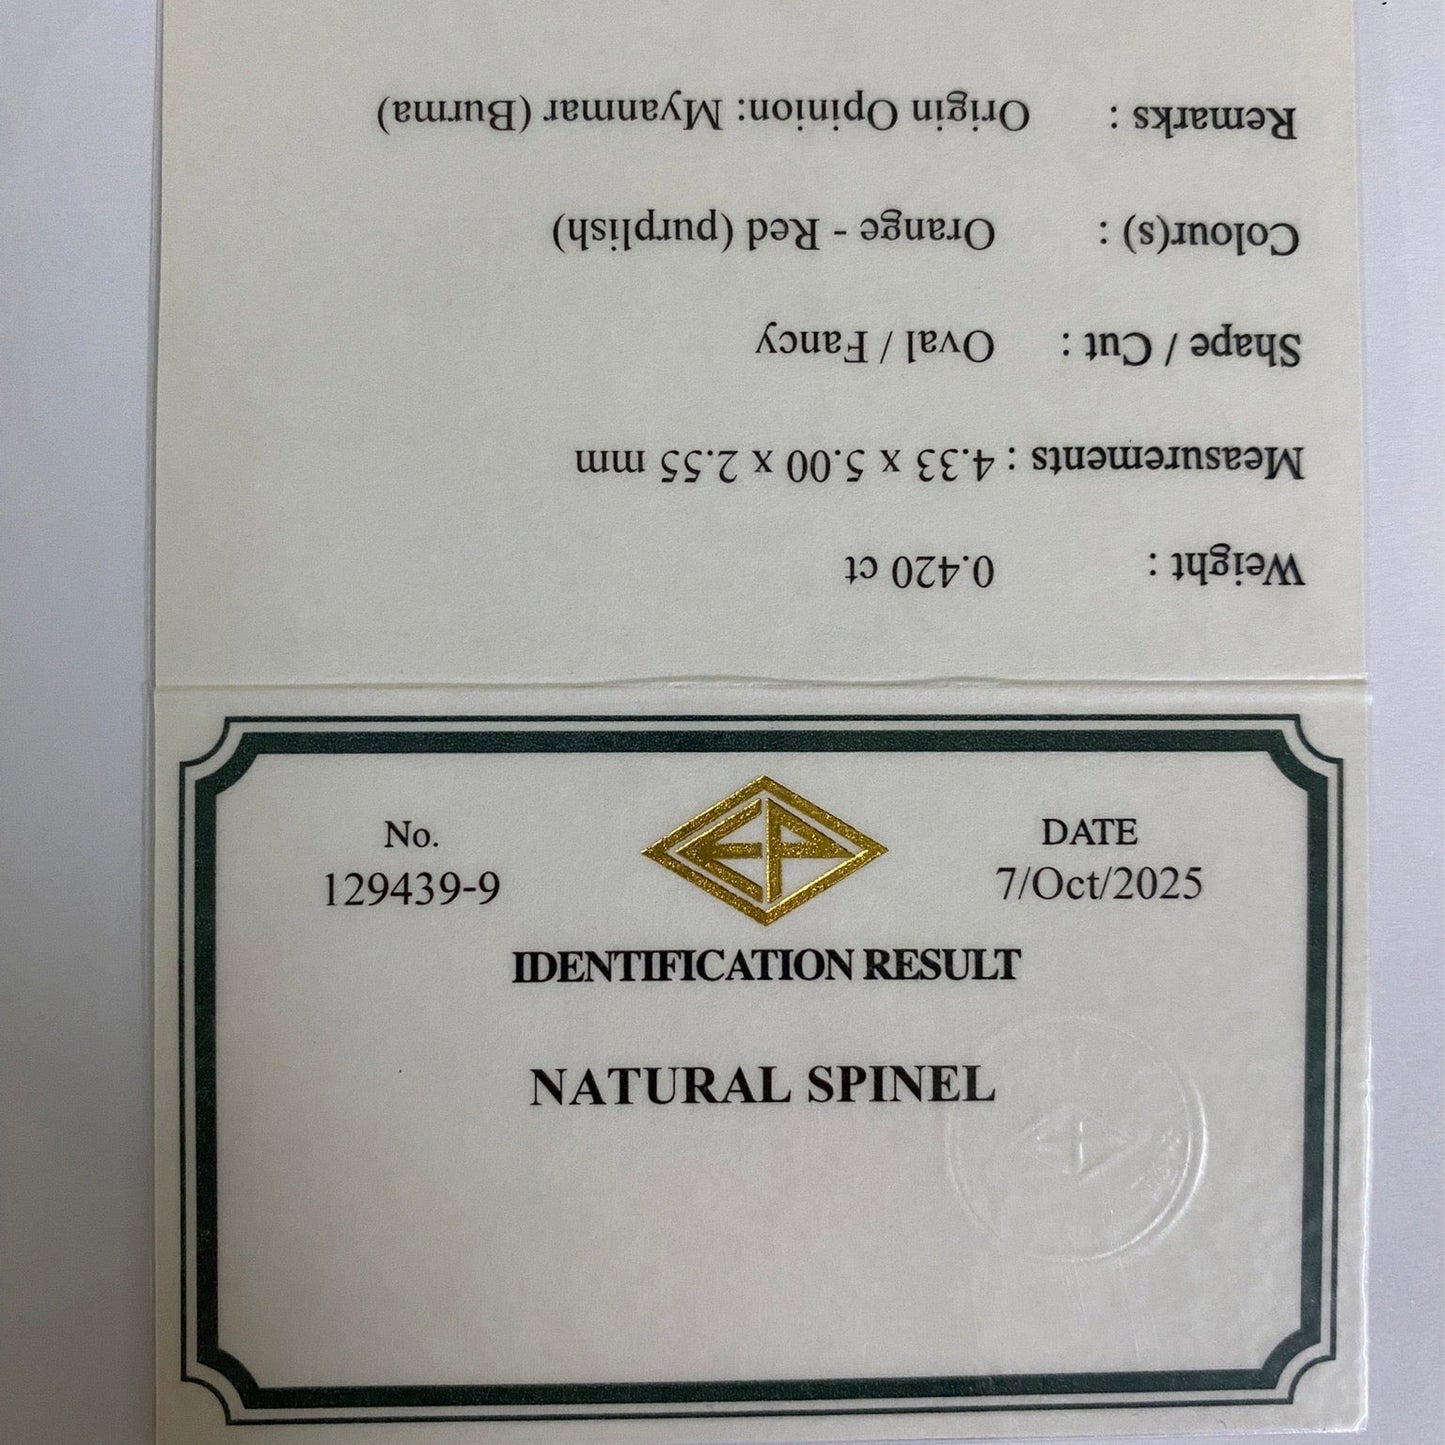 No.
129439-9
EP
DATE
7/Oct/2025
IDENTIFICATION RESULT
NATURAL SPINEL
Weight : 0.420 ct
Measurements : 4.33 x 5.00 x 2.55 mm
Shape / Cut : Oval / Fancy
Colour(s) : Orange - Red (purplish)
Remarks : Origin Opinion: Myanmar (Burma)